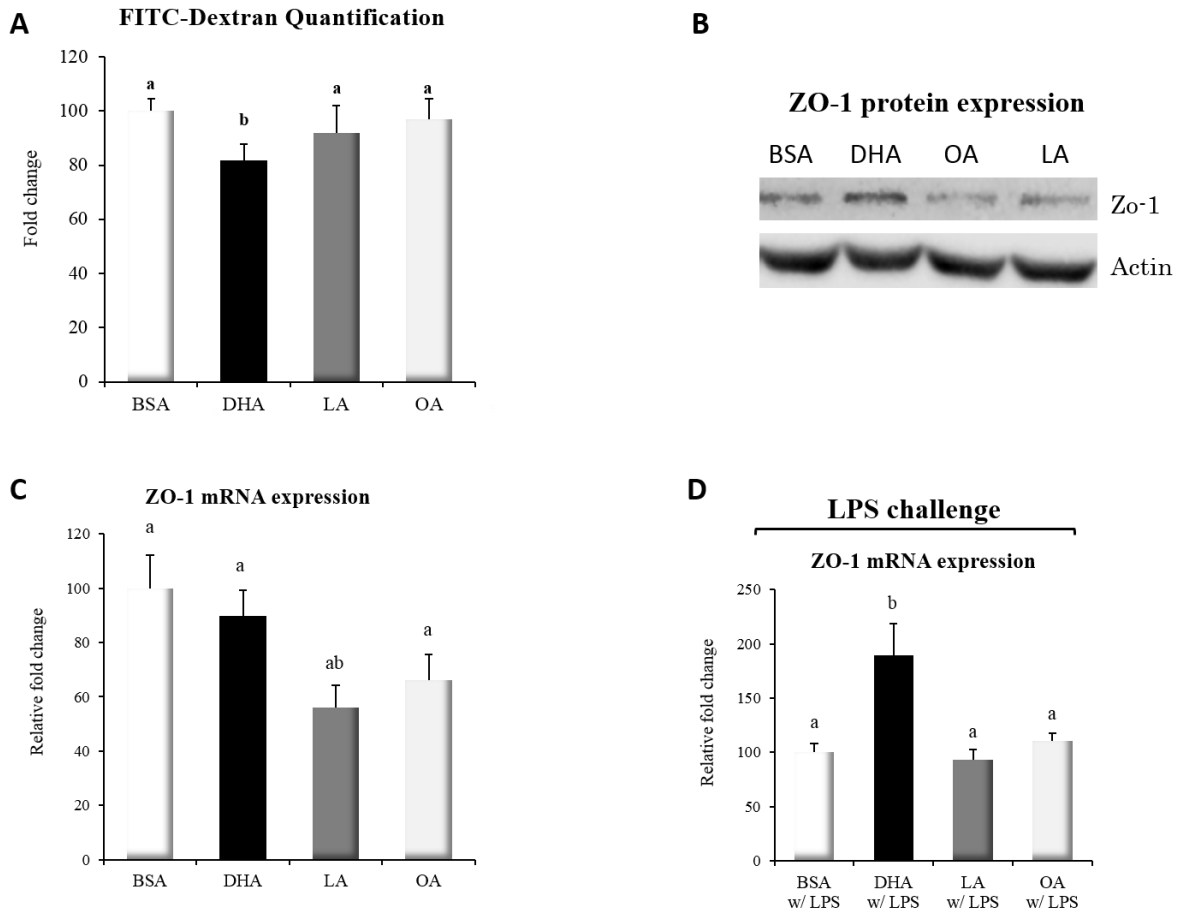 A
FITC-Dextran Quantification
120
100
80
60
40
20
0
Fold change
a
b
a
a
BSA DHA LA OA
B
ZO-1 protein expression
BSA DHA OA LA
Zo-1
Actin
C
ZO-1 mRNA expression
120
100
80
60
40
20
0
Relative fold change
a
a
ab
a
BSA DHA LA OA
D
LPS challenge
ZO-1 mRNA expression
250
200
150
100
50
0
Relative fold change
a
b
a
a
BSA DHA LA OA
w/ LPS w/ LPS w/ LPS w/ LPS